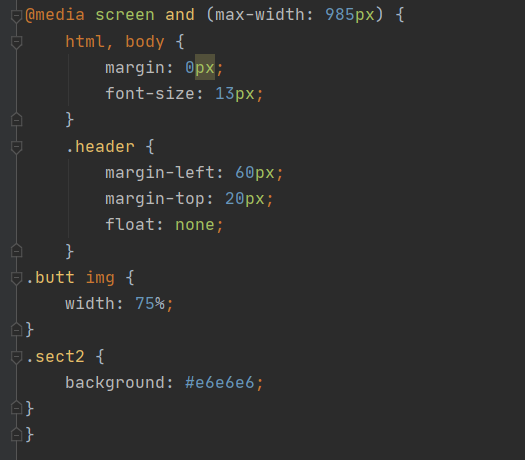 @media screen and (max-width: 985px) {
    html, body {
        margin: 0px;
        font-size: 13px;
    }
    .header {
        margin-left: 60px;
        margin-top: 20px;
        float: none;
    }
.butt img {
    width: 75%;
}
.sect2 {
    background: #e6e6e6;
}
}